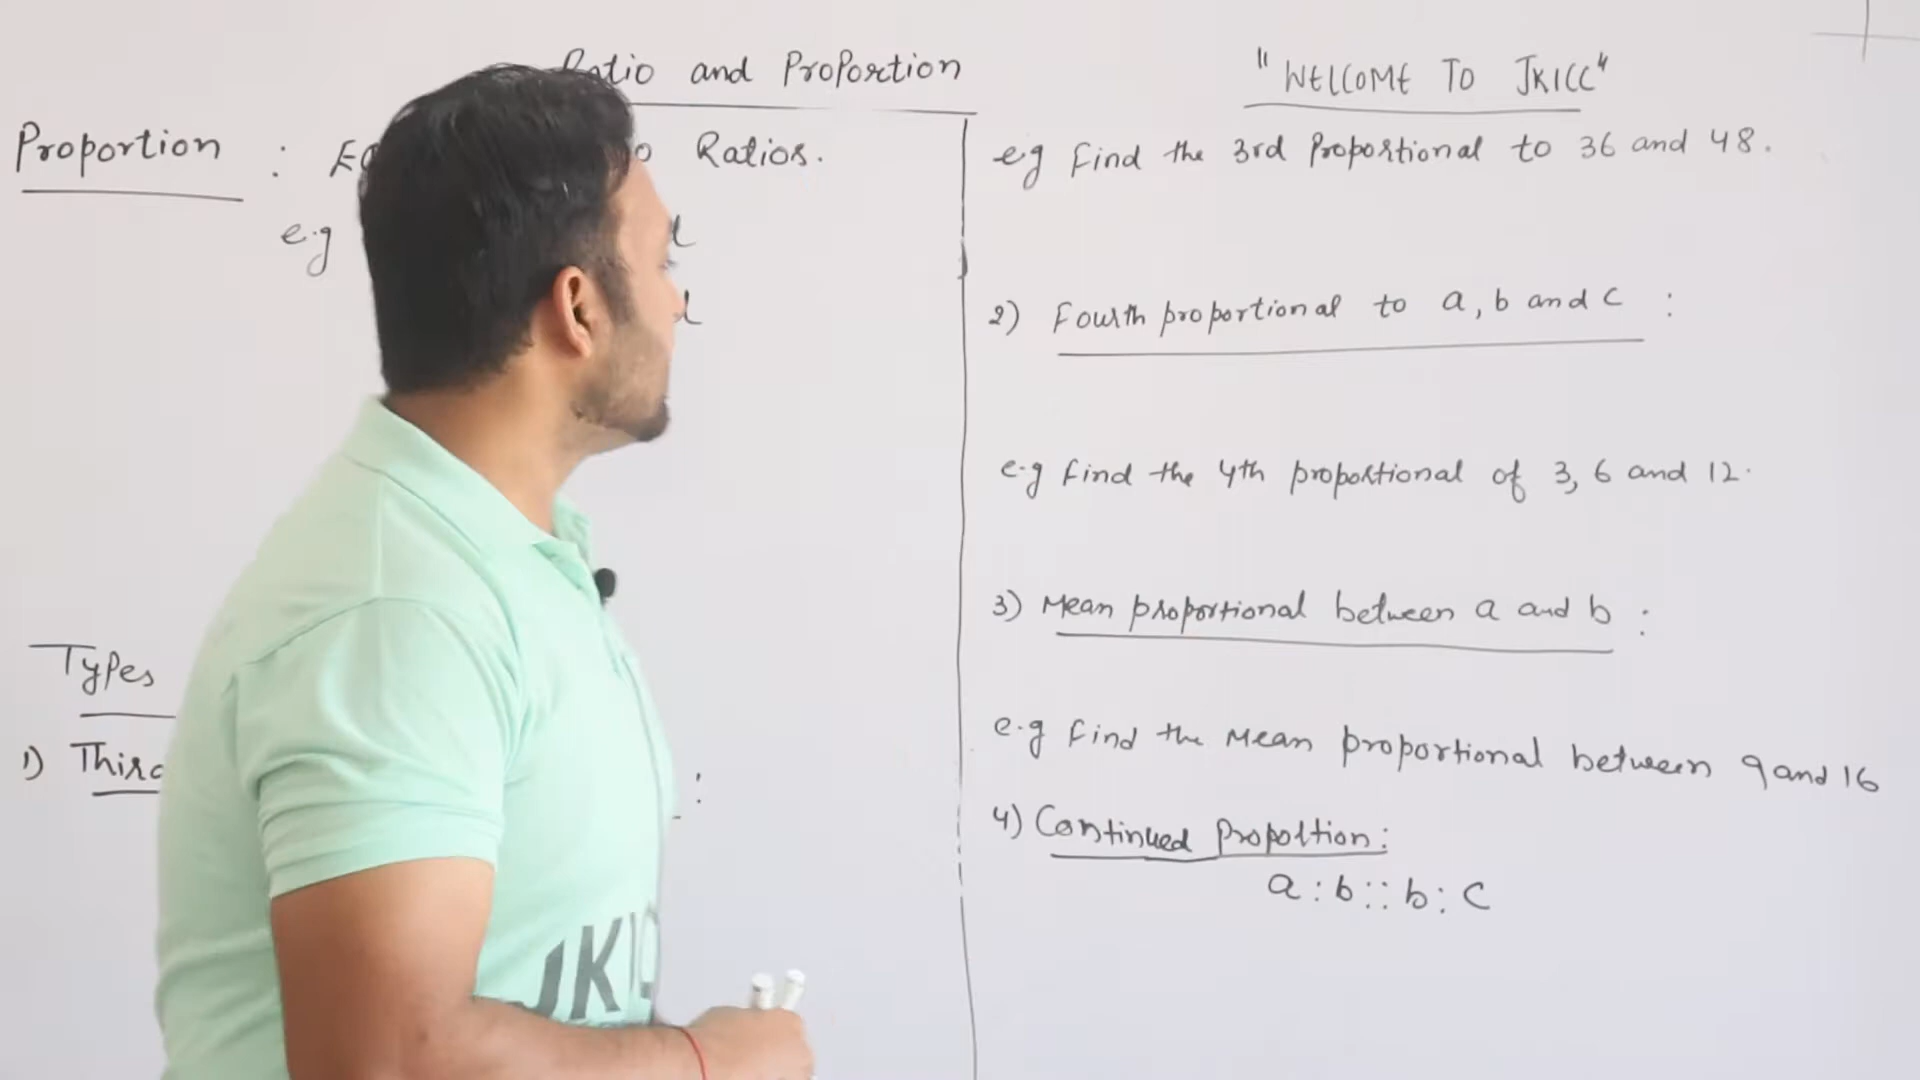 Ratio and Proportion
Proportion : Ratios.
e.g
Types
1) :
"WELCOME TO JKICC"
eg Find the 3rd Proportional to 36 and 48.
2) Fourth proportional to a, b and c :
e.g Find the 4th proportional of 3, 6 and 12.
3) Mean proportional between a and b :
e.g Find the Mean proportional between 9 and 16
4) Continued Proportion:
a : b :: b : c
JKIC